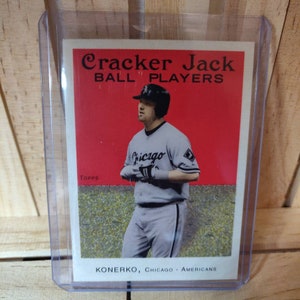 Cracker Jack
BALL PLAYERS
Chicago
TOPPS
KONERKO, CHICAGO - AMERICANS